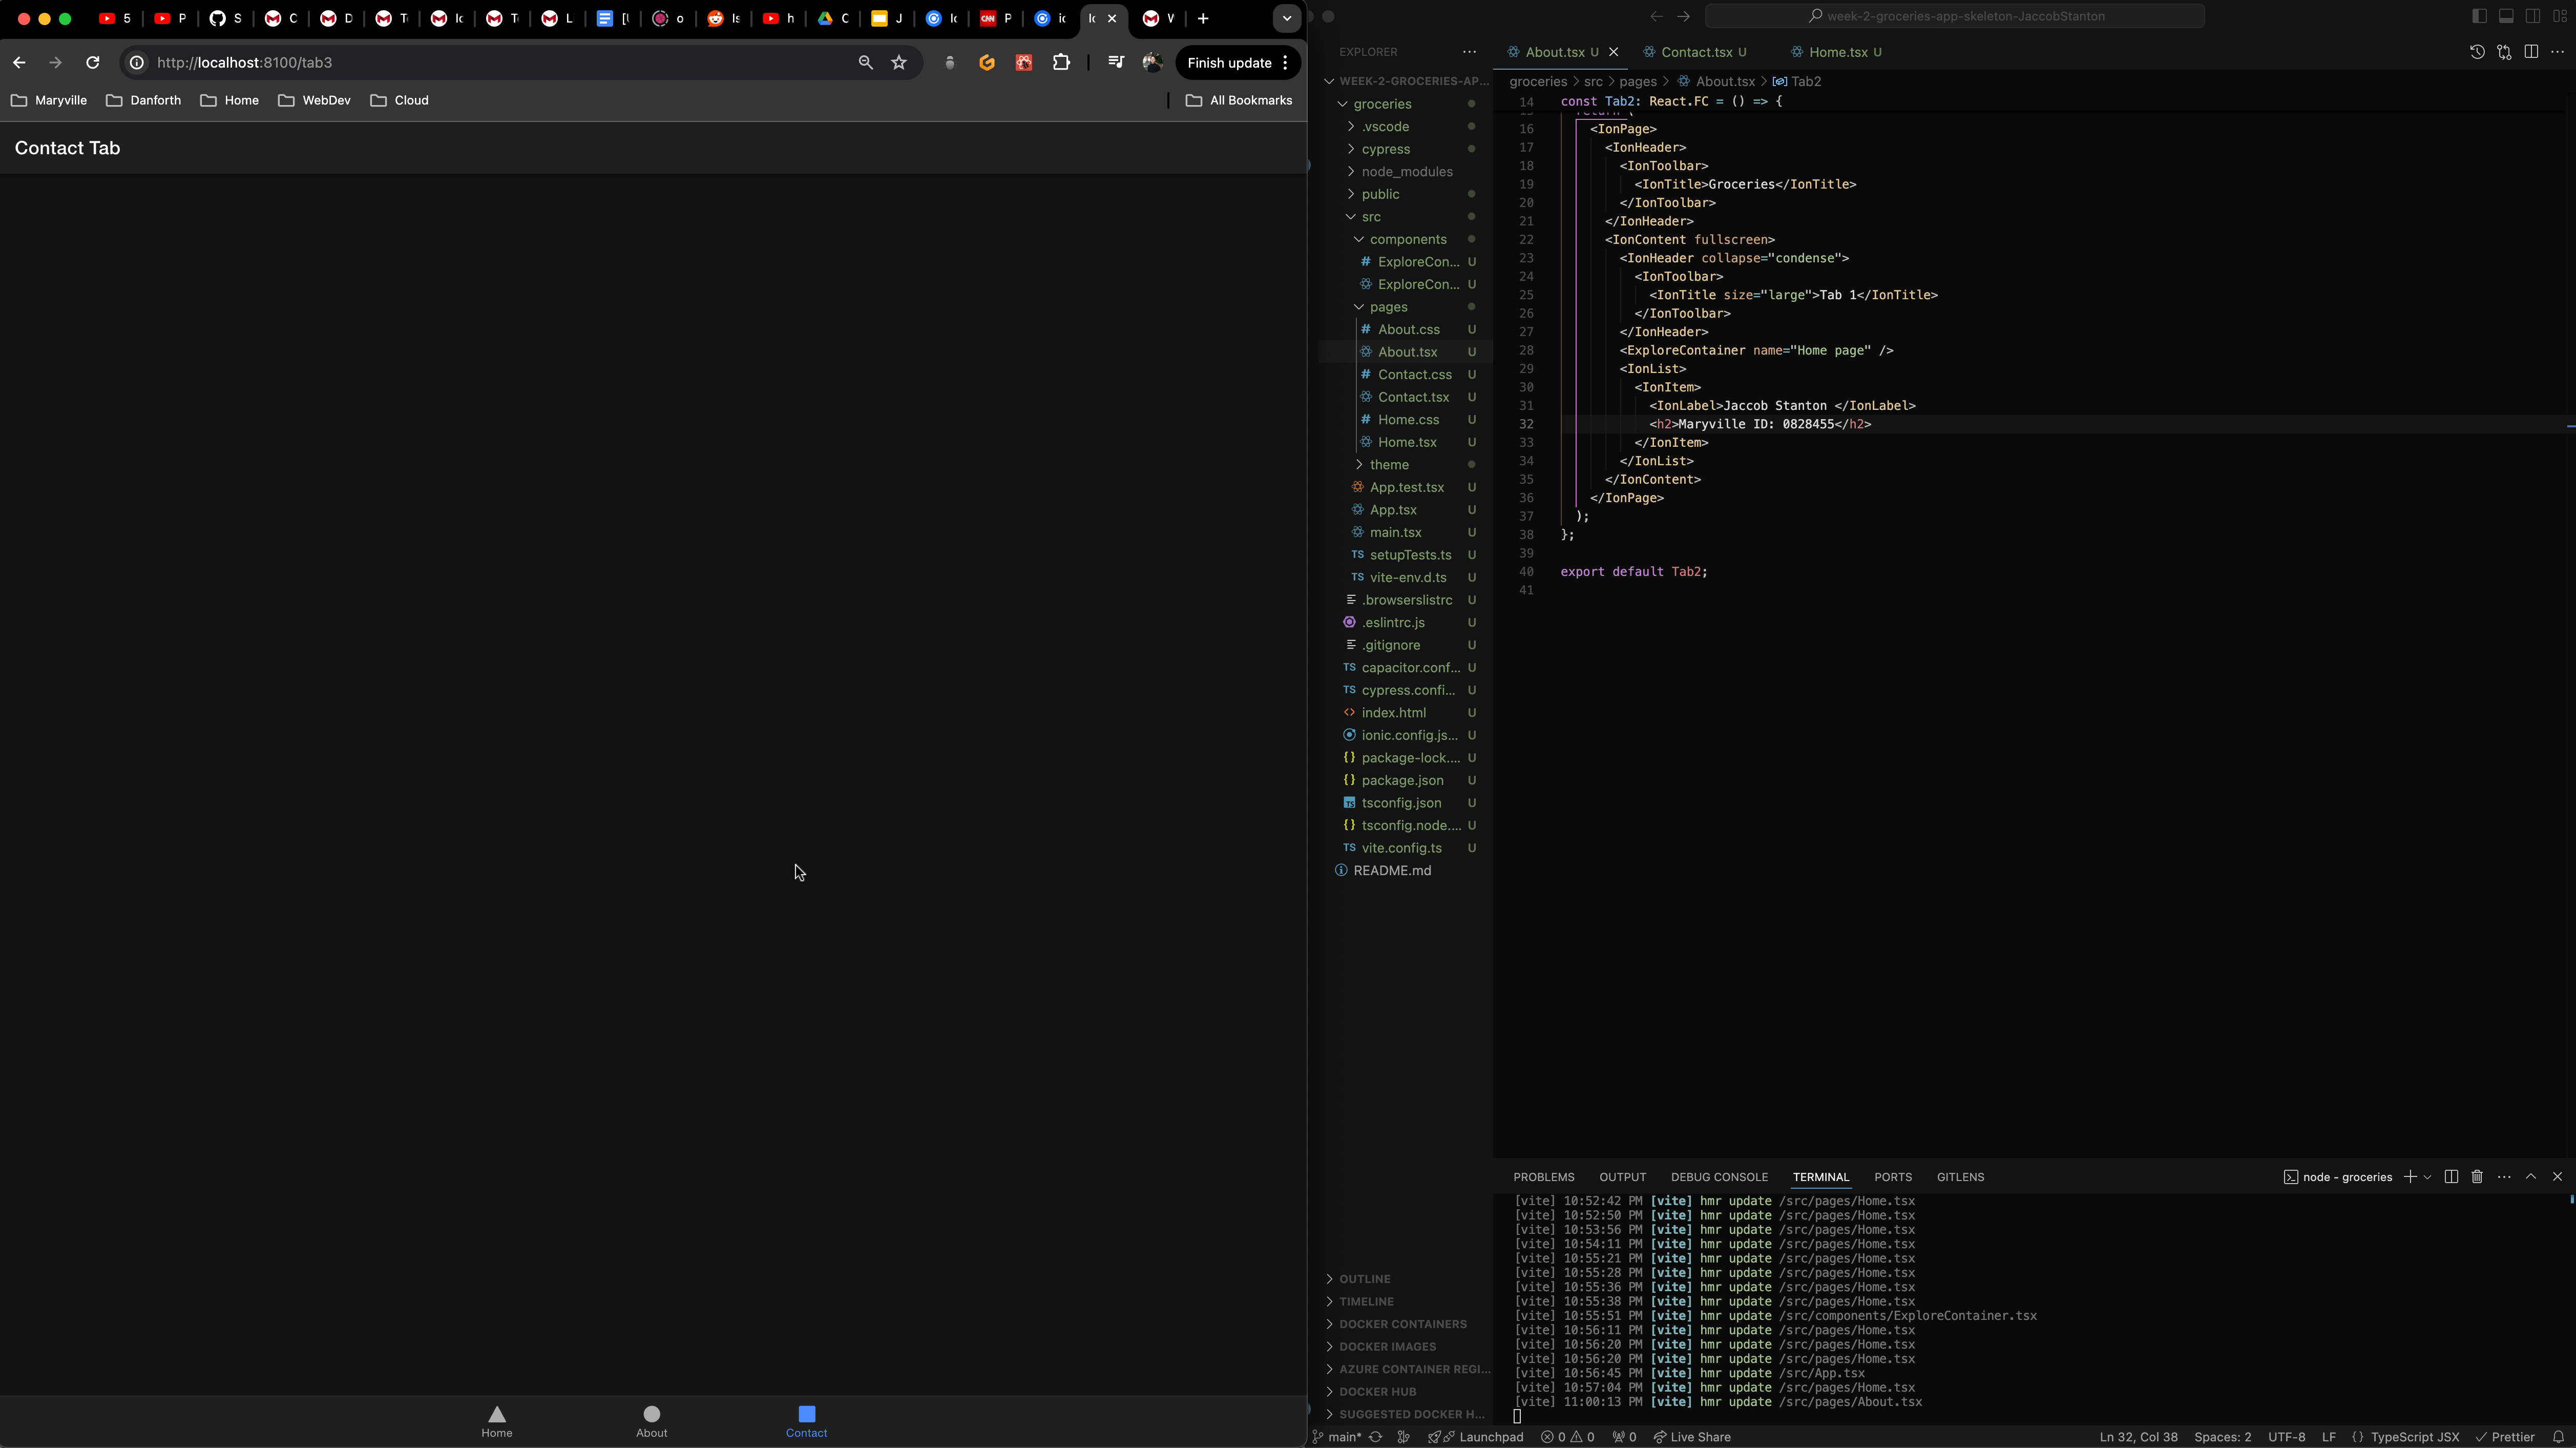 5 P S C D T Ic T L [( o Is h C J Ic P ic Ic W
http://localhost:8100/tab3
Finish update
Maryville Danforth Home WebDev Cloud All Bookmarks
Contact Tab
Home About Contact
week-2-groceries-app-skeleton-JaccobStanton
EXPLORER
WEEK-2-GROCERIES-AP...
groceries
.vscode
cypress
node_modules
public
src
components
# ExploreCon... U
ExploreCon... U
pages
# About.css U
About.tsx U
# Contact.css U
Contact.tsx U
# Home.css U
Home.tsx U
theme
App.test.tsx U
App.tsx U
main.tsx U
TS setupTests.ts U
TS vite-env.d.ts U
.browserslistrc U
.eslintrc.js U
.gitignore U
TS capacitor.conf... U
TS cypress.confi... U
index.html U
ionic.config.js... U
{} package-lock.... U
{} package.json U
tsconfig.json U
{} tsconfig.node.... U
TS vite.config.ts U
README.md
OUTLINE
TIMELINE
DOCKER CONTAINERS
DOCKER IMAGES
AZURE CONTAINER REGI...
DOCKER HUB
SUGGESTED DOCKER H...
About.tsx U Contact.tsx U Home.tsx U
groceries > src > pages > About.tsx > Tab2
14 const Tab2: React.FC = () => {
15 return (
16 <IonPage>
17 <IonHeader>
18 <IonToolbar>
19 <IonTitle>Groceries</IonTitle>
20 </IonToolbar>
21 </IonHeader>
22 <IonContent fullscreen>
23 <IonHeader collapse="condense">
24 <IonToolbar>
25 <IonTitle size="large">Tab 1</IonTitle>
26 </IonToolbar>
27 </IonHeader>
28 <ExploreContainer name="Home page" />
29 <IonList>
30 <IonItem>
31 <IonLabel>Jaccob Stanton </IonLabel>
32 <h2>Maryville ID: 0828455</h2>
33 </IonItem>
34 </IonList>
35 </IonContent>
36 </IonPage>
37 );
38 };
39
40 export default Tab2;
41
PROBLEMS OUTPUT DEBUG CONSOLE TERMINAL PORTS GITLENS
node - groceries
[vite] 10:52:42 PM [vite] hmr update /src/pages/Home.tsx
[vite] 10:52:50 PM [vite] hmr update /src/pages/Home.tsx
[vite] 10:53:56 PM [vite] hmr update /src/pages/Home.tsx
[vite] 10:54:11 PM [vite] hmr update /src/pages/Home.tsx
[vite] 10:55:21 PM [vite] hmr update /src/pages/Home.tsx
[vite] 10:55:28 PM [vite] hmr update /src/pages/Home.tsx
[vite] 10:55:36 PM [vite] hmr update /src/pages/Home.tsx
[vite] 10:55:38 PM [vite] hmr update /src/pages/Home.tsx
[vite] 10:55:51 PM [vite] hmr update /src/components/ExploreContainer.tsx
[vite] 10:56:11 PM [vite] hmr update /src/pages/Home.tsx
[vite] 10:56:20 PM [vite] hmr update /src/pages/Home.tsx
[vite] 10:56:20 PM [vite] hmr update /src/pages/Home.tsx
[vite] 10:56:45 PM [vite] hmr update /src/App.tsx
[vite] 10:57:04 PM [vite] hmr update /src/pages/Home.tsx
[vite] 11:00:13 PM [vite] hmr update /src/pages/About.tsx
main* Launchpad 0 0 0 Live Share Ln 32, Col 38 Spaces: 2 UTF-8 LF {} TypeScript JSX Prettier